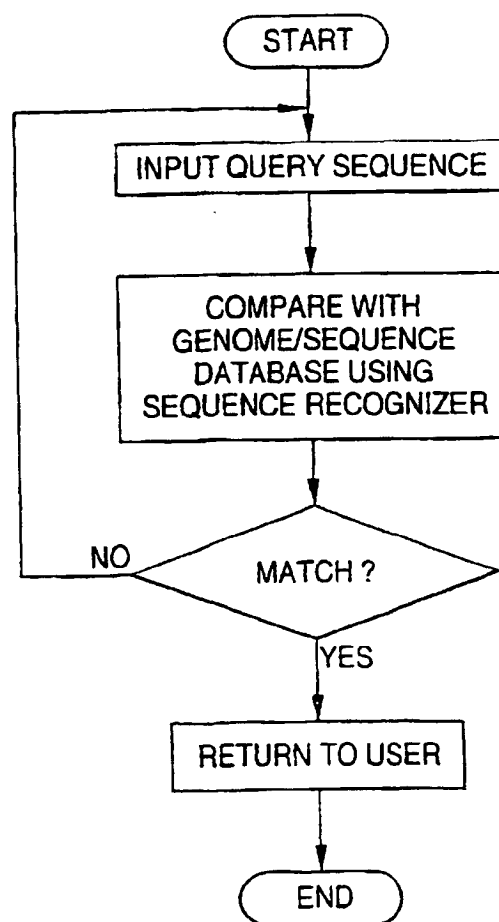 START
INPUT QUERY SEQUENCE
COMPARE WITH
GENOME/SEQUENCE
DATABASE USING
SEQUENCE RECOGNIZER
MATCH ?
NO
YES
RETURN TO USER
END